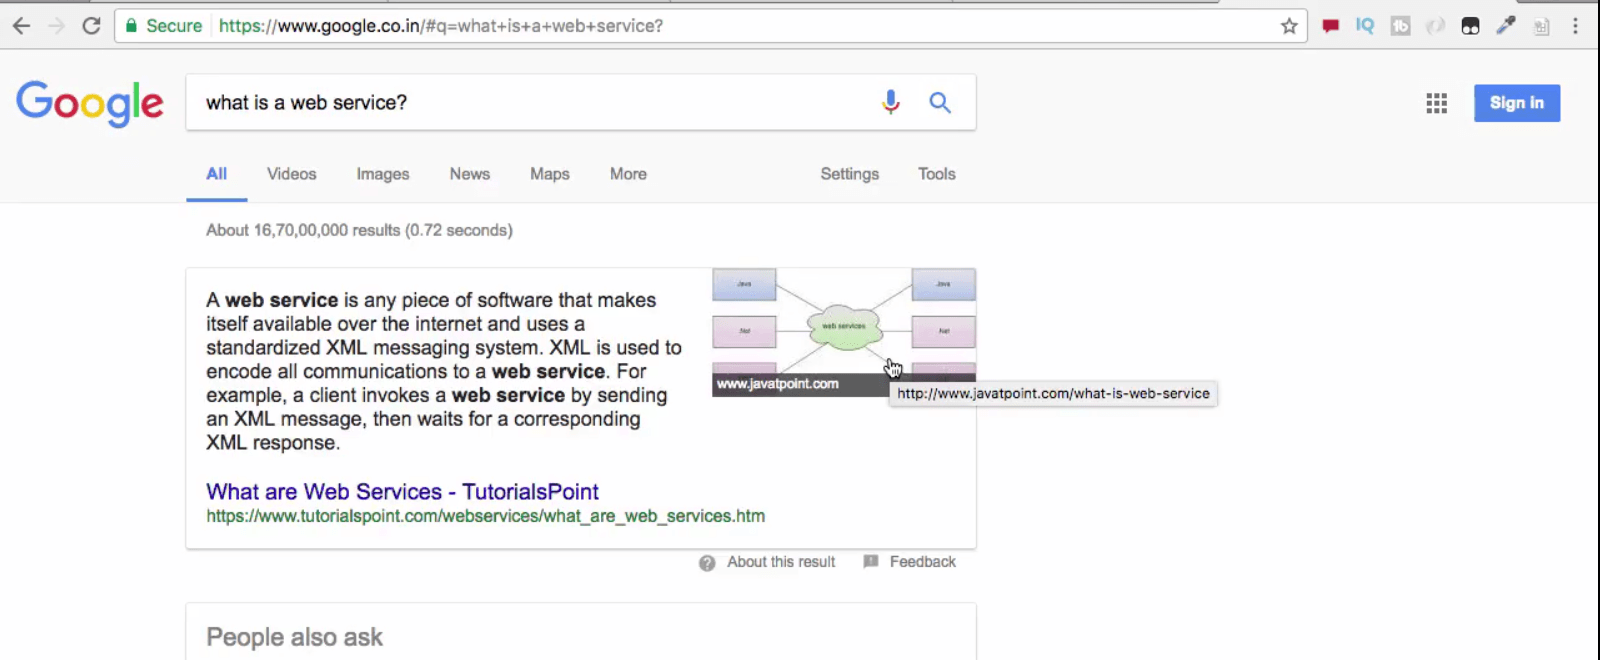 Secure https://www.google.co.in/#q=what+is+a+web+service?
IQ
Google
what is a web service?
Sign in
All Videos Images News Maps More Settings Tools
About 16,70,00,000 results (0.72 seconds)
A web service is any piece of software that makes
itself available over the internet and uses a
standardized XML messaging system. XML is used to
encode all communications to a web service. For
example, a client invokes a web service by sending
an XML message, then waits for a corresponding
XML response.
Java
Java
.Net
web services
.Net
www.javatpoint.com
http://www.javatpoint.com/what-is-web-service
What are Web Services - TutorialsPoint
https://www.tutorialspoint.com/webservices/what_are_web_services.htm
About this result Feedback
People also ask